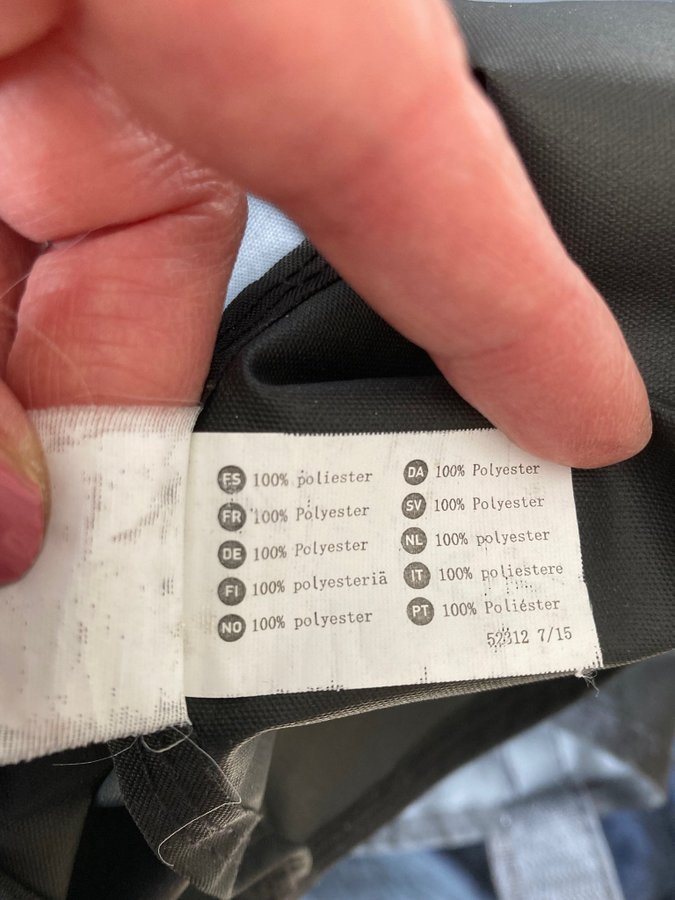 ES 100% poliester
FR 100% Polyester
DE 100% Polyester
FI 100% polyesteriä
NO 100% polyester
DA 100% Polyester
SV 100% Polyester
NL 100% polyester
IT 100% poliestere
PT 100% Poliéster
52312 7/15